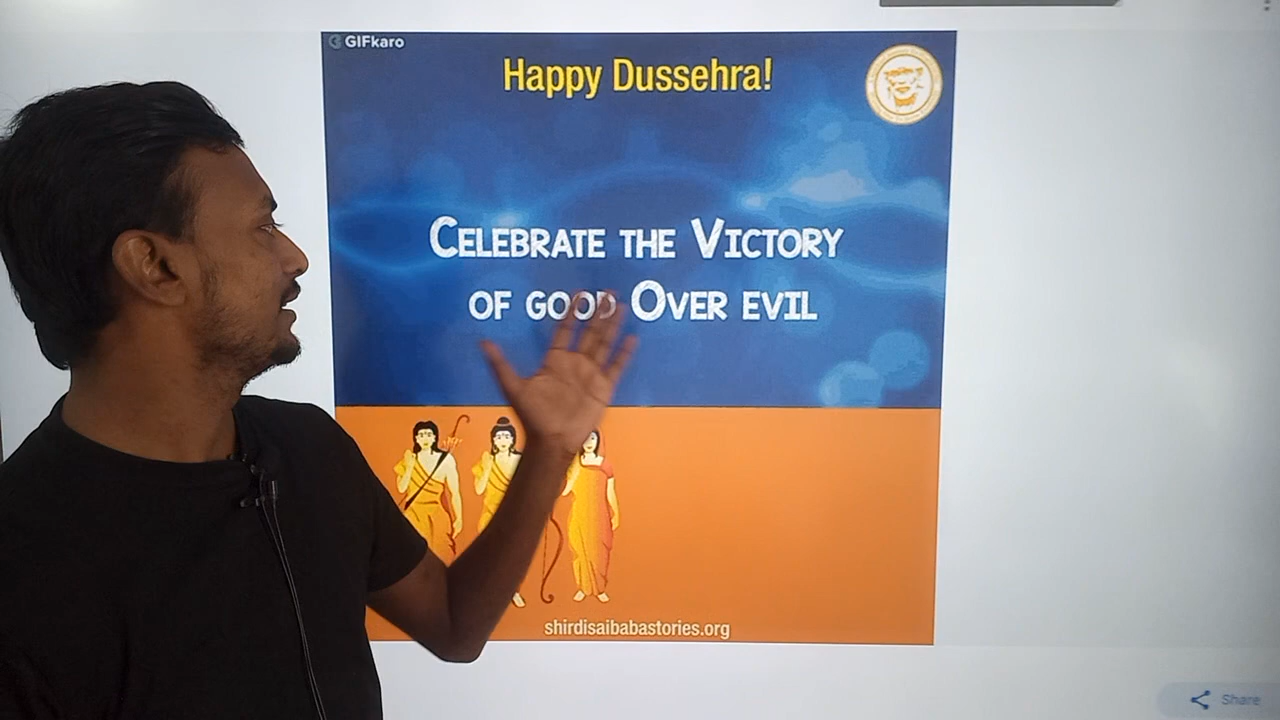 GIFkaro
Happy Dussehra!
CELEBRATE THE VICTORY
OF GOOD OVER EVIL
shirdisaibabastories.org
Share